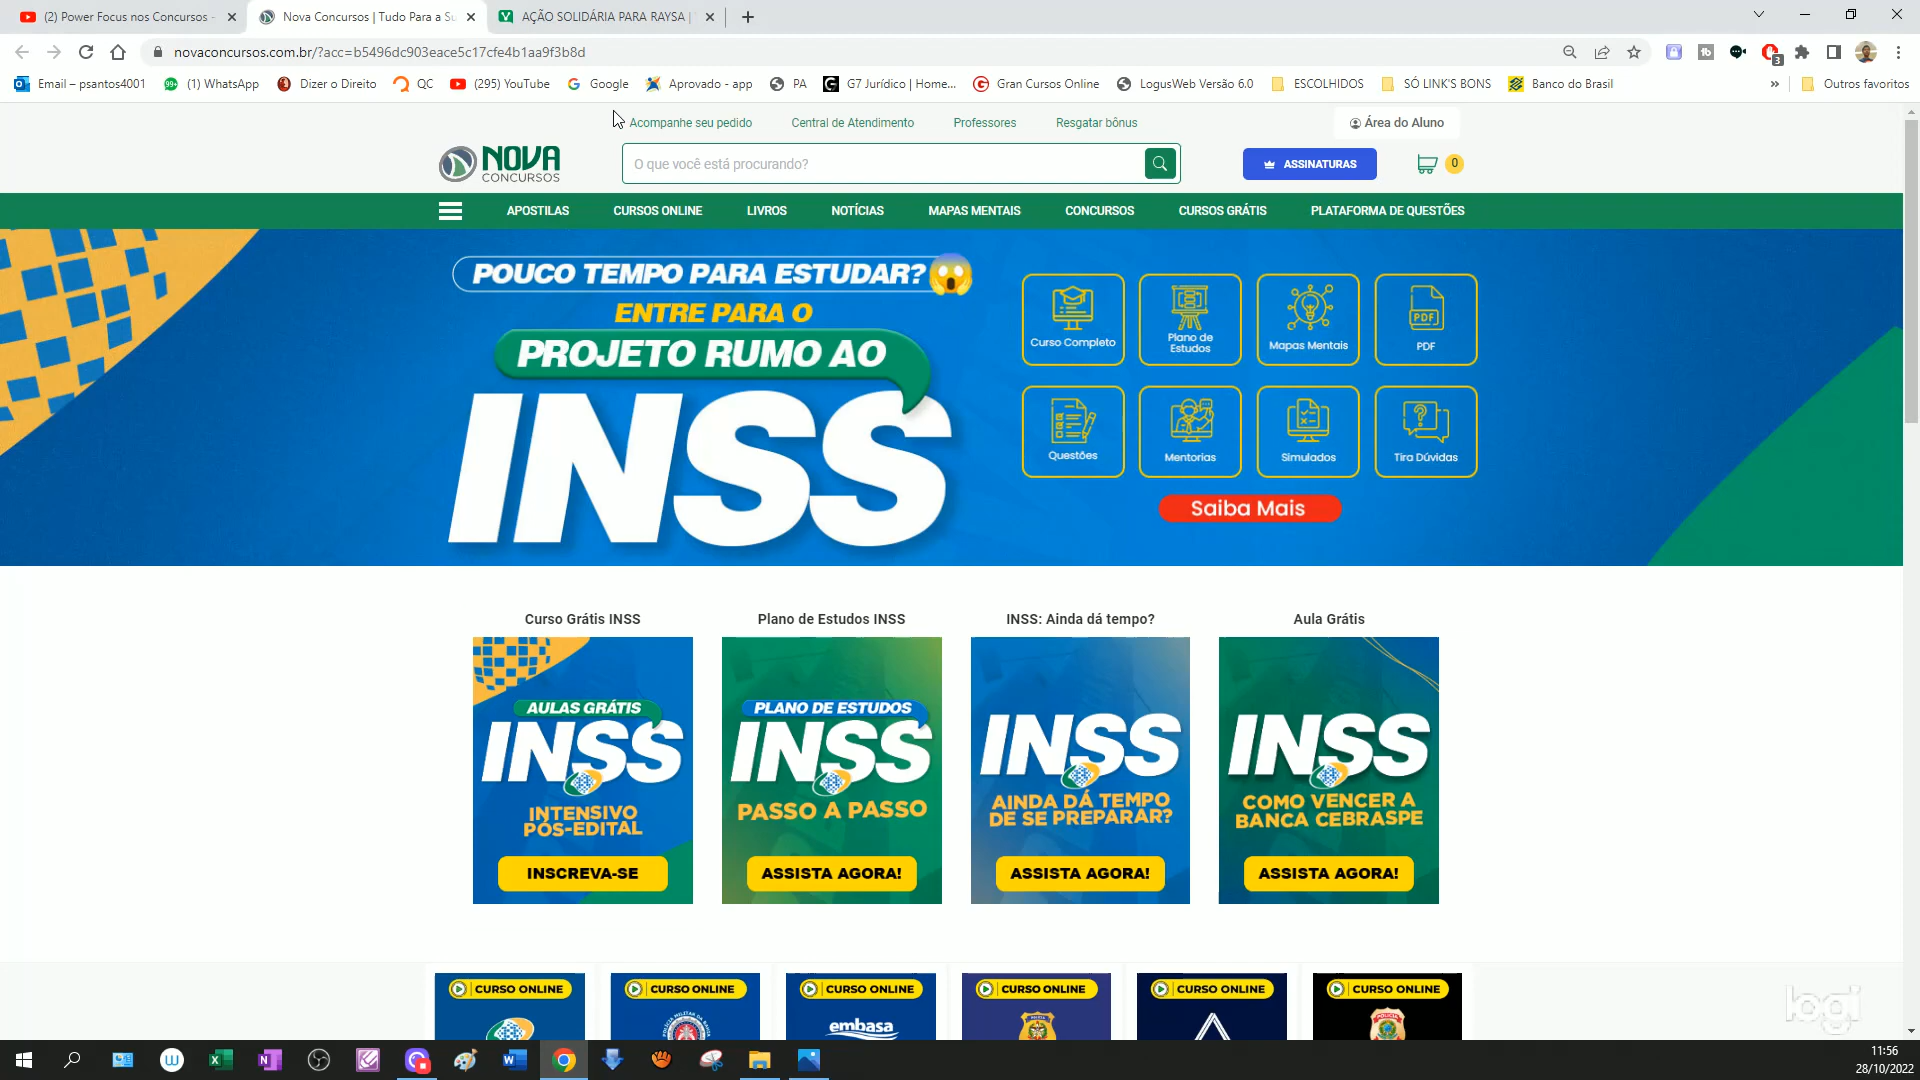 (2) Power Focus nos Concursos -
Nova Concursos | Tudo Para a Su
AÇÃO SOLIDÁRIA PARA RAYSA |
novaconcursos.com.br/?acc=b5496dc903eace5c17cfe4b1aa9f3b8d
3
Email – psantos4001
99+
(1) WhatsApp
Dizer o Direito
QC
(295) YouTube
Google
Aprovado - app
PA
G7 Jurídico | Home...
Gran Cursos Online
LogusWeb Versão 6.0
ESCOLHIDOS
SÓ LINK'S BONS
Banco do Brasil
»
Outros favoritos
Acompanhe seu pedido
Central de Atendimento
Professores
Resgatar bônus
Área do Aluno
NOVA
CONCURSOS
O que você está procurando?
ASSINATURAS
0
APOSTILAS
CURSOS ONLINE
LIVROS
NOTÍCIAS
MAPAS MENTAIS
CONCURSOS
CURSOS GRÁTIS
PLATAFORMA DE QUESTÕES
POUCO TEMPO PARA ESTUDAR?
ENTRE PARA O
PROJETO RUMO AO
INSS
Curso Completo
Plano de
Estudos
Mapas Mentais
PDF
PDF
Questões
Mentorias
Simulados
Tira Dúvidas
Saiba Mais
Curso Grátis INSS
Plano de Estudos INSS
INSS: Ainda dá tempo?
Aula Grátis
AULAS GRÁTIS
INSS
INTENSIVO
PÓS-EDITAL
INSCREVA-SE
PLANO DE ESTUDOS
INSS
PASSO A PASSO
ASSISTA AGORA!
INSS
AINDA DÁ TEMPO
DE SE PREPARAR?
ASSISTA AGORA!
INSS
COMO VENCER A
BANCA CEBRASPE
ASSISTA AGORA!
CURSO ONLINE
CURSO ONLINE
CURSO ONLINE
embasa
CURSO ONLINE
CURSO ONLINE
CURSO ONLINE
logi
11:56
28/10/2022